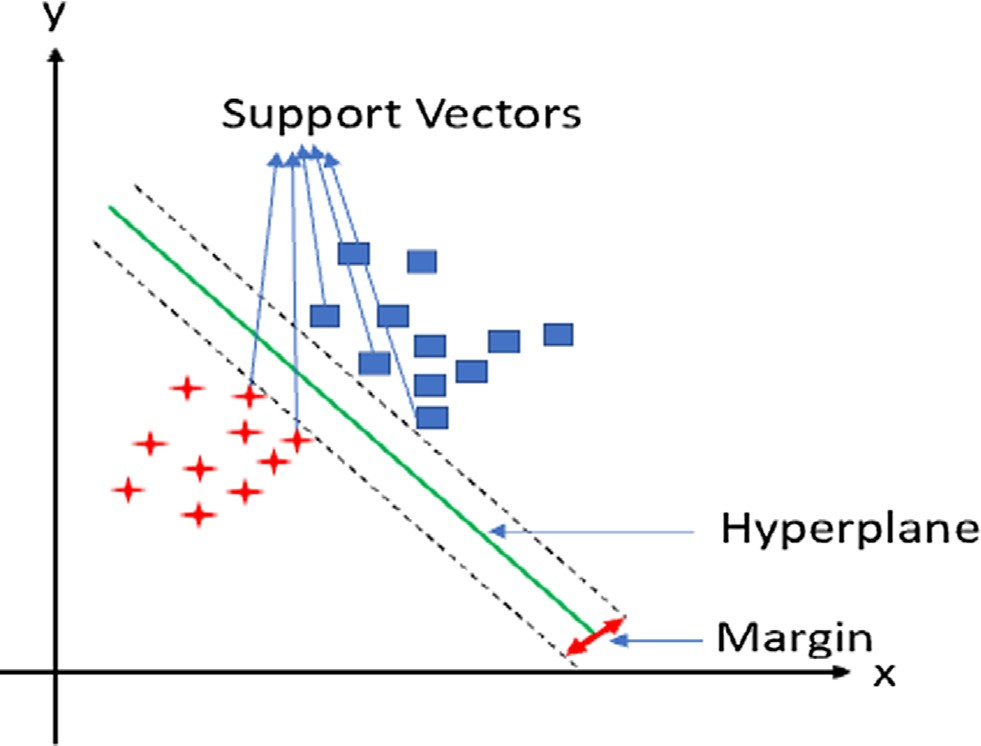 y
Support Vectors
Hyperplane
Margin
x